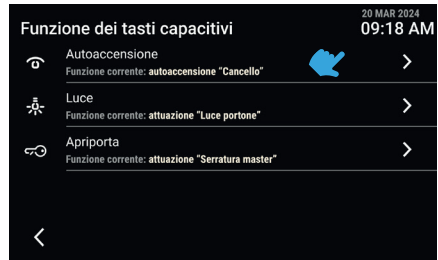 20 MAR 2024
Funzione dei tasti capacitivi
09:18 AM
Autoaccensione
Funzione corrente: autoaccensione “Cancello”
Luce
Funzione corrente: attuazione “Luce portone”
Apriporta
Funzione corrente: attuazione “Serratura master”